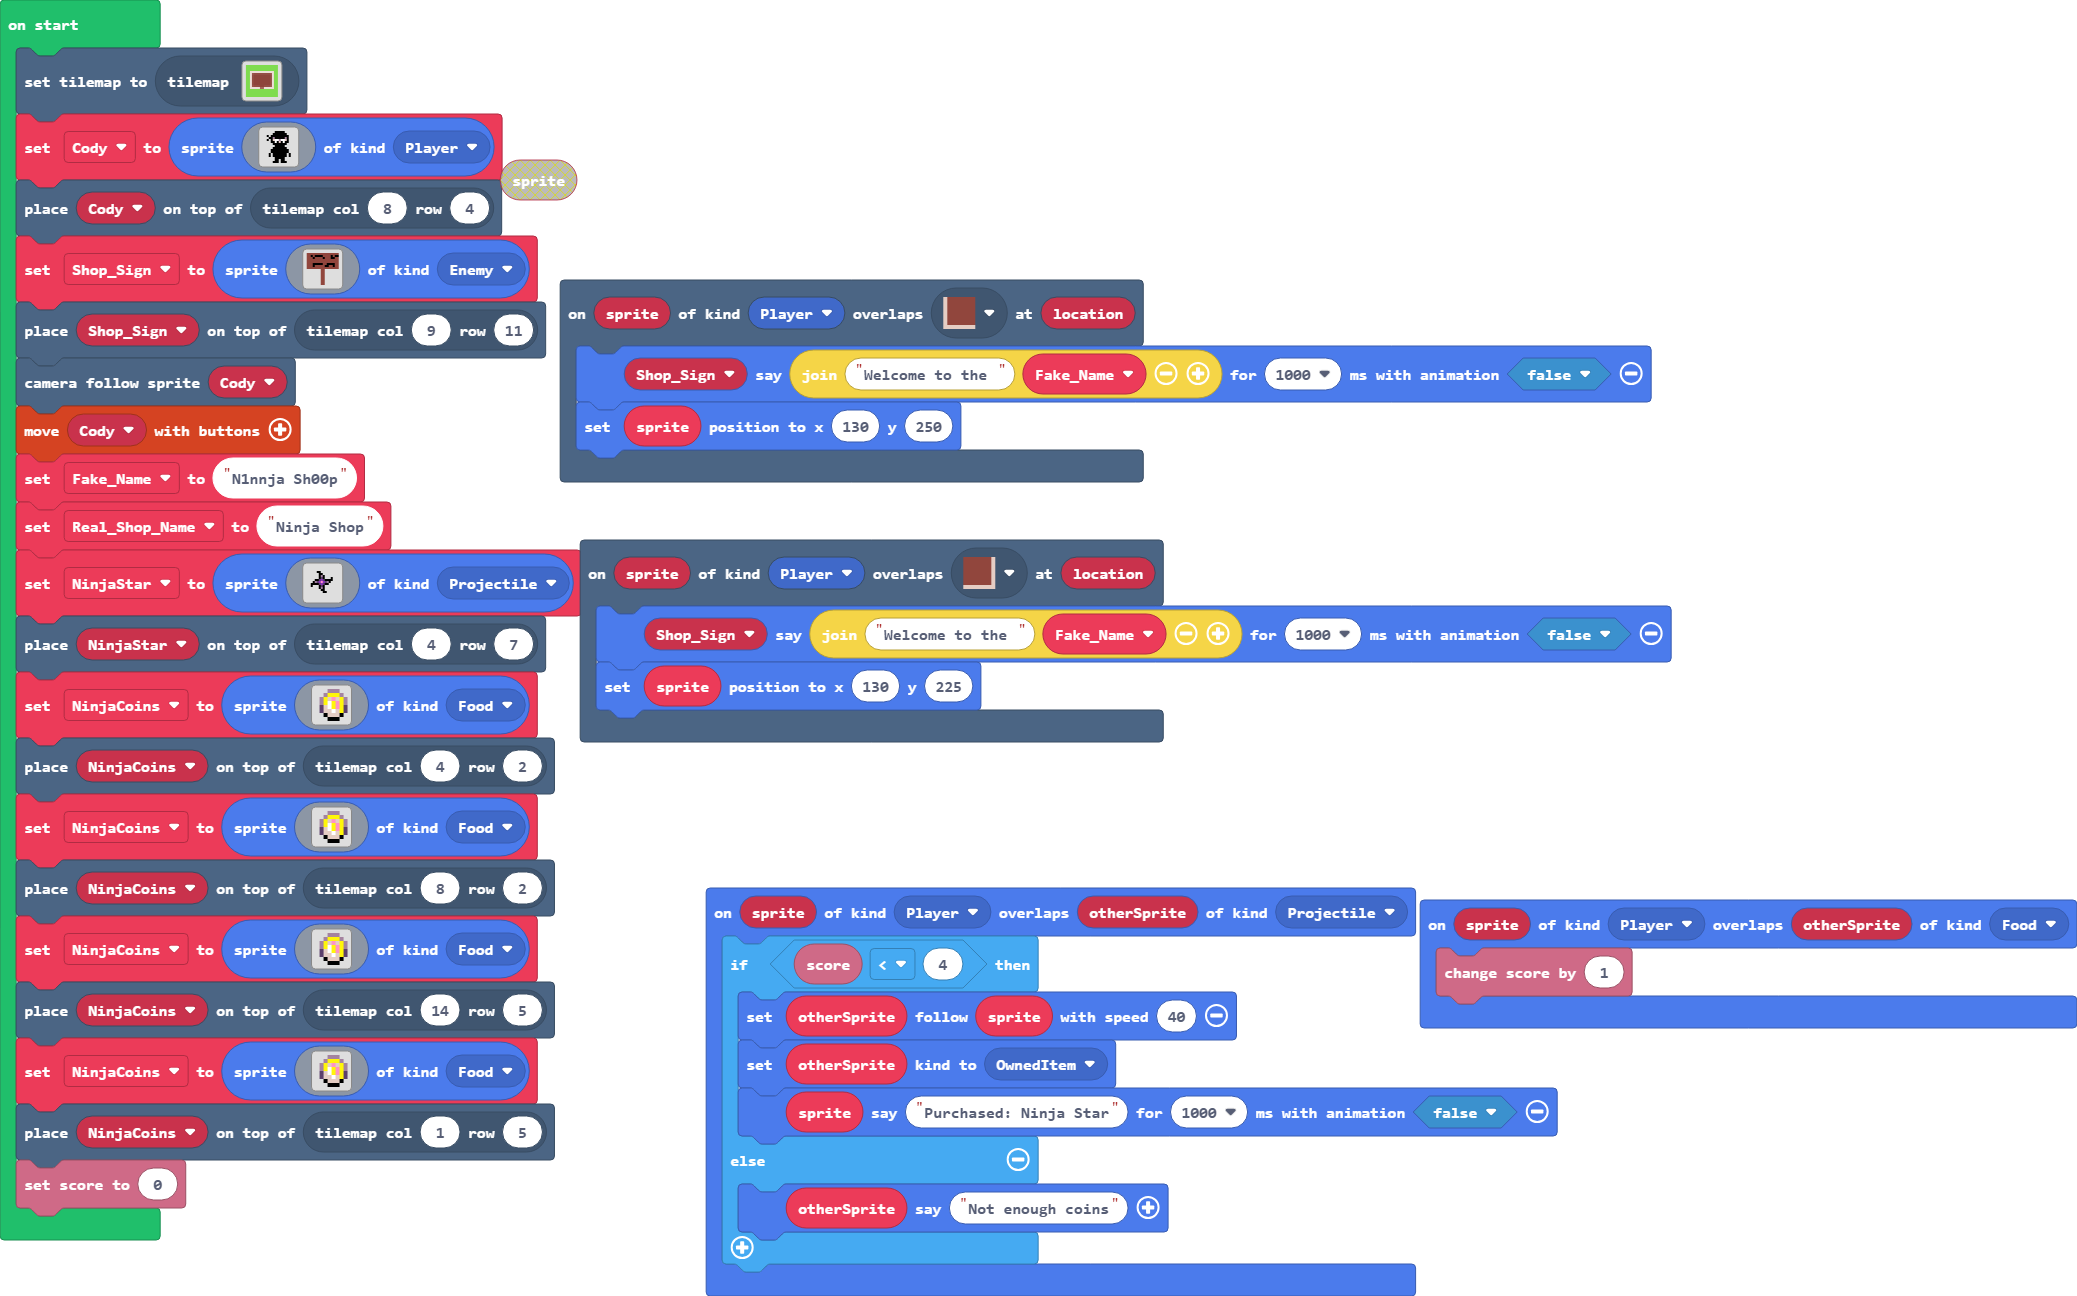 on start
set tilemap to tilemap
set Cody to sprite of kind Player
sprite
place Cody on top of tilemap col 8 row 4
set Shop_Sign to sprite of kind Enemy
place Shop_Sign on top of tilemap col 9 row 11
camera follow sprite Cody
move Cody with buttons
set Fake_Name to "N1nnja Sh00p"
set Real_Shop_Name to "Ninja Shop"
set NinjaStar to sprite of kind Projectile
place NinjaStar on top of tilemap col 4 row 7
set NinjaCoins to sprite of kind Food
place NinjaCoins on top of tilemap col 4 row 2
set NinjaCoins to sprite of kind Food
place NinjaCoins on top of tilemap col 8 row 2
set NinjaCoins to sprite of kind Food
place NinjaCoins on top of tilemap col 14 row 5
set NinjaCoins to sprite of kind Food
place NinjaCoins on top of tilemap col 1 row 5
set score to 0
on sprite of kind Player overlaps at location
Shop_Sign say join "Welcome to the " Fake_Name for 1000 ms with animation false
set sprite position to x 130 y 250
on sprite of kind Player overlaps at location
Shop_Sign say join "Welcome to the " Fake_Name for 1000 ms with animation false
set sprite position to x 130 y 225
on sprite of kind Player overlaps otherSprite of kind Projectile
if score < 4 then
set otherSprite follow sprite with speed 40
set otherSprite kind to OwnedItem
sprite say "Purchased: Ninja Star" for 1000 ms with animation false
else
otherSprite say "Not enough coins"
on sprite of kind Player overlaps otherSprite of kind Food
change score by 1